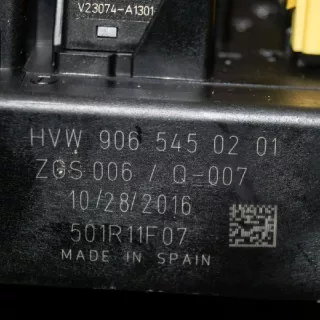 V23074-A1301
HVW 906 545 02 01
ZGS 006 / Q-007
10/28/2016
501R11F07
MADE IN SPAIN